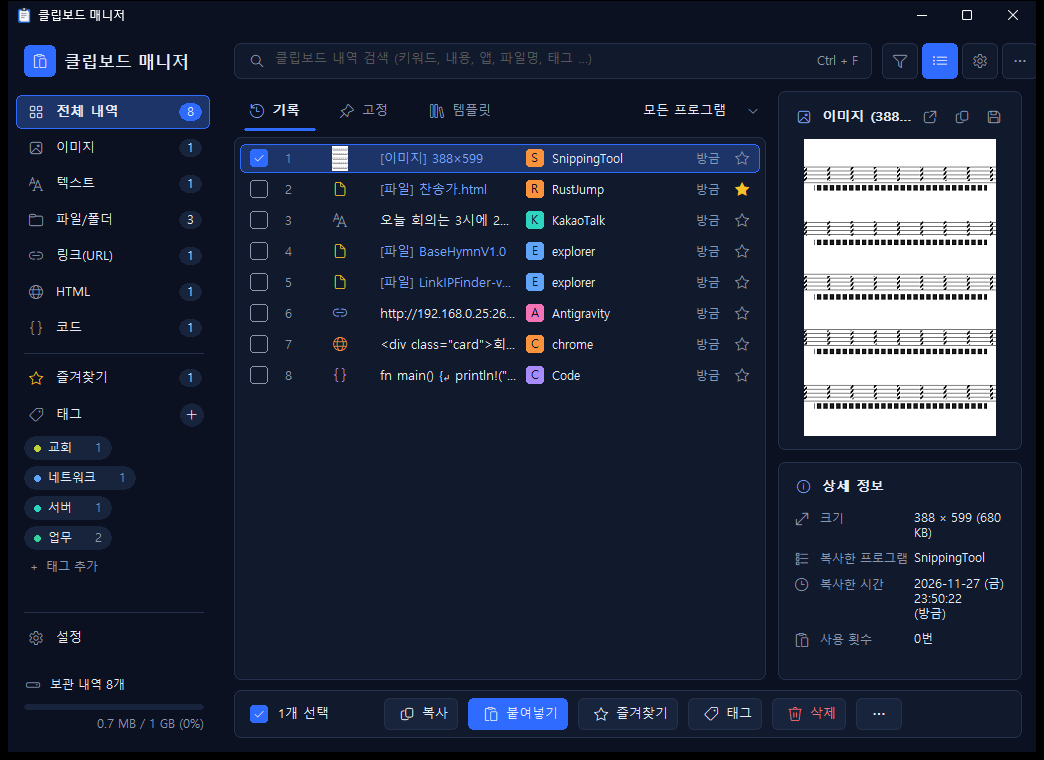 클립보드 매니저
클립보드 매니저
클립보드 내역 검색 (키워드, 내용, 앱, 파일명, 태그 ...)
Ctrl + F
전체 내역 8
이미지 1
텍스트 1
파일/폴더 3
링크(URL) 1
HTML 1
코드 1
즐겨찾기 1
태그 +
교회 1
네트워크 1
서버 1
업무 2
+ 태그 추가
설정
보관 내역 8개
0.7 MB / 1 GB (0%)
기록 고정 템플릿 모든 프로그램
1 [이미지] 388×599 S SnippingTool 방금
2 [파일] 찬송가.html R RustJump 방금
3 오늘 회의는 3시에 2... K KakaoTalk 방금
4 [파일] BaseHymnV1.0 E explorer 방금
5 [파일] LinkIPFinder-v... E explorer 방금
6 http://192.168.0.25:26... A Antigravity 방금
7 <div class="card">회... C chrome 방금
8 fn main() {↵ println!("... C Code 방금
이미지 (388...
상세 정보
크기 388 × 599 (680 KB)
복사한 프로그램 SnippingTool
복사한 시간 2026-11-27 (금)
23:50:22
(방금)
사용 횟수 0번
1개 선택 복사 붙여넣기 즐겨찾기 태그 삭제 ...